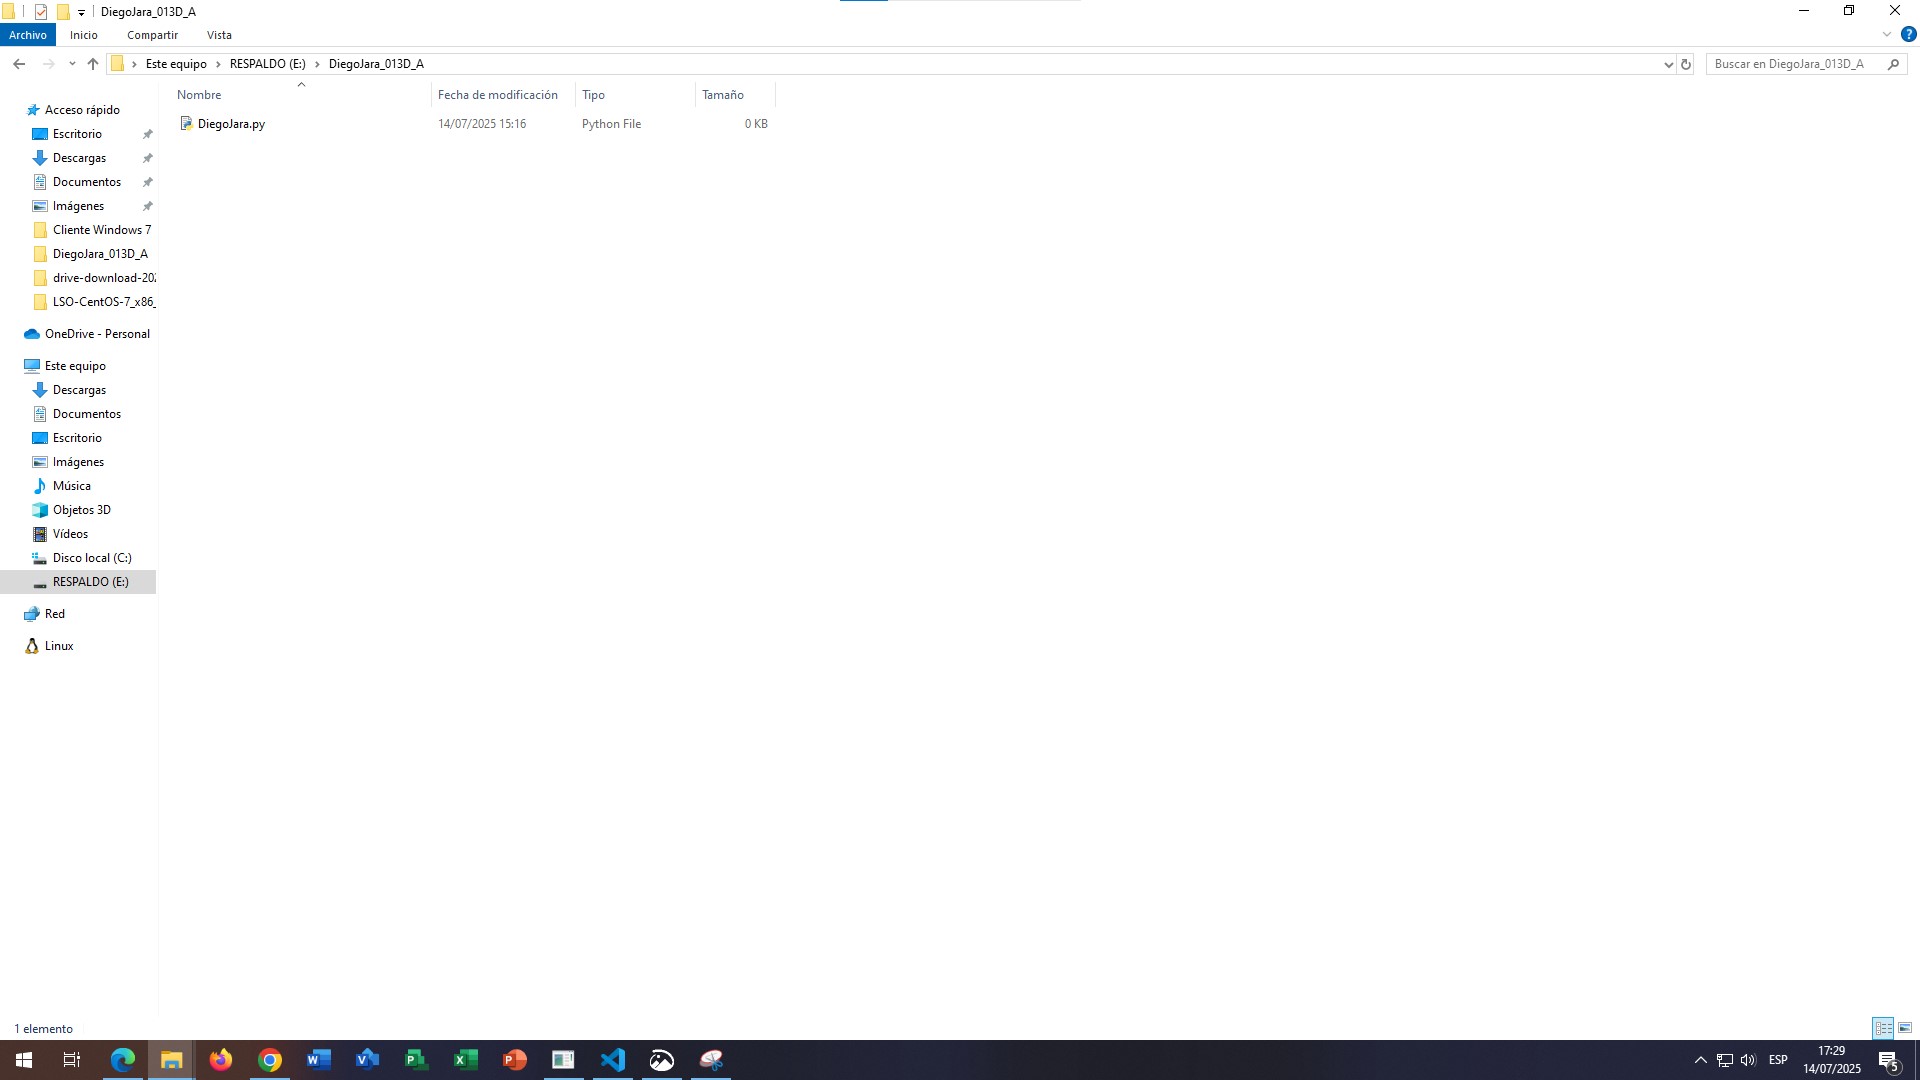 DiegoJara_013D_A
Archivo Inicio Compartir Vista
Este equipo RESPALDO (E:) DiegoJara_013D_A
Buscar en DiegoJara_013D_A
Nombre Fecha de modificación Tipo Tamaño
DiegoJara.py 14/07/2025 15:16 Python File 0 KB
Acceso rápido
Escritorio
Descargas
Documentos
Imágenes
Cliente Windows 7
DiegoJara_013D_A
drive-download-202
LSO-CentOS-7_x86_
OneDrive - Personal
Este equipo
Descargas
Documentos
Escritorio
Imágenes
Música
Objetos 3D
Vídeos
Disco local (C:)
RESPALDO (E:)
Red
Linux
1 elemento
ESP
17:29
14/07/2025
5